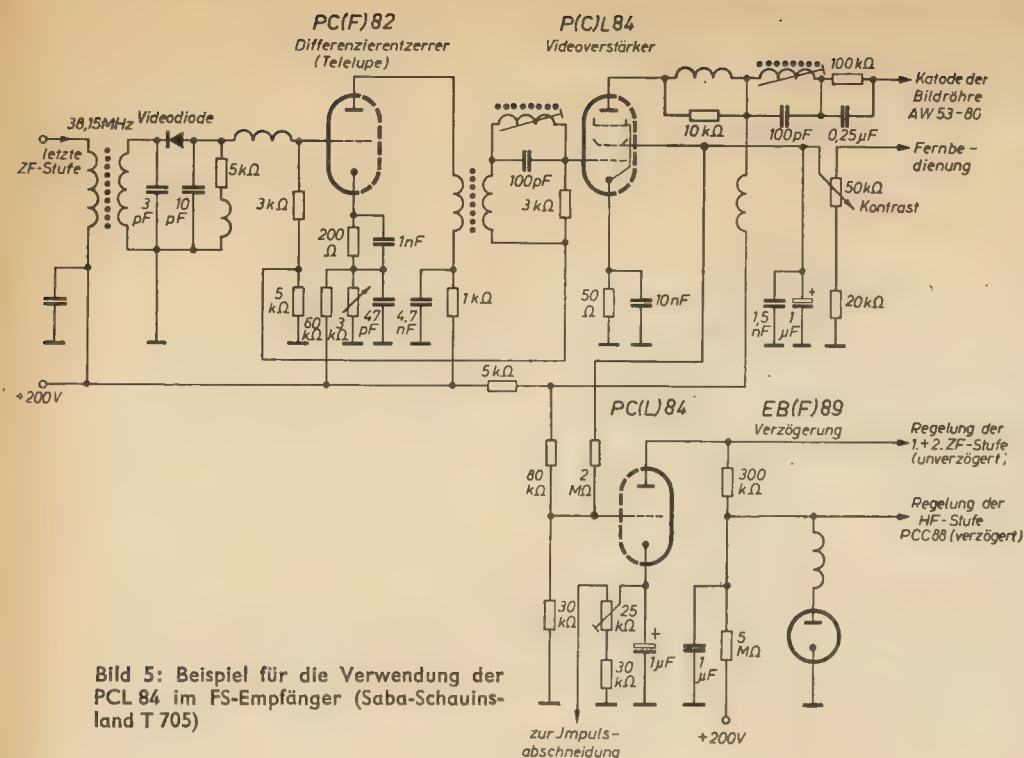 PC(F)82
Differenzierentzerrer
(Telelupe)
P(C)L84
Videoverstärker
38,15MHz
Videodiode
letzte
ZF-Stufe
3
pF
10
pF
5kΩ
3kΩ
200
Ω
1nF
5
kΩ
60
kΩ
3
kΩ
47
pF
4,7
nF
1kΩ
100pF
3kΩ
50
Ω
10nF
10kΩ
100kΩ
100pF
0,25µF
Katode der
Bildröhre
AW53-80
Fernbe-
dienung
50kΩ
Kontrast
20kΩ
1,5
nF
+
1
µF
+200V
5kΩ
PC(L)84
EB(F)89
Verzögerung
80
kΩ
2
MΩ
300
kΩ
Regelung der
1.+2.ZF-Stufe
(unverzögert)
Regelung der
HF-Stufe
PCC88(verzögert)
30
kΩ
25
kΩ
30
kΩ
+
1µF
1
µF
5
MΩ
+200V
zur Jmpuls-
abschneidung
Bild 5: Beispiel für die Verwendung der
PCL 84 im FS-Empfänger (Saba-Schauins-
land T 705)